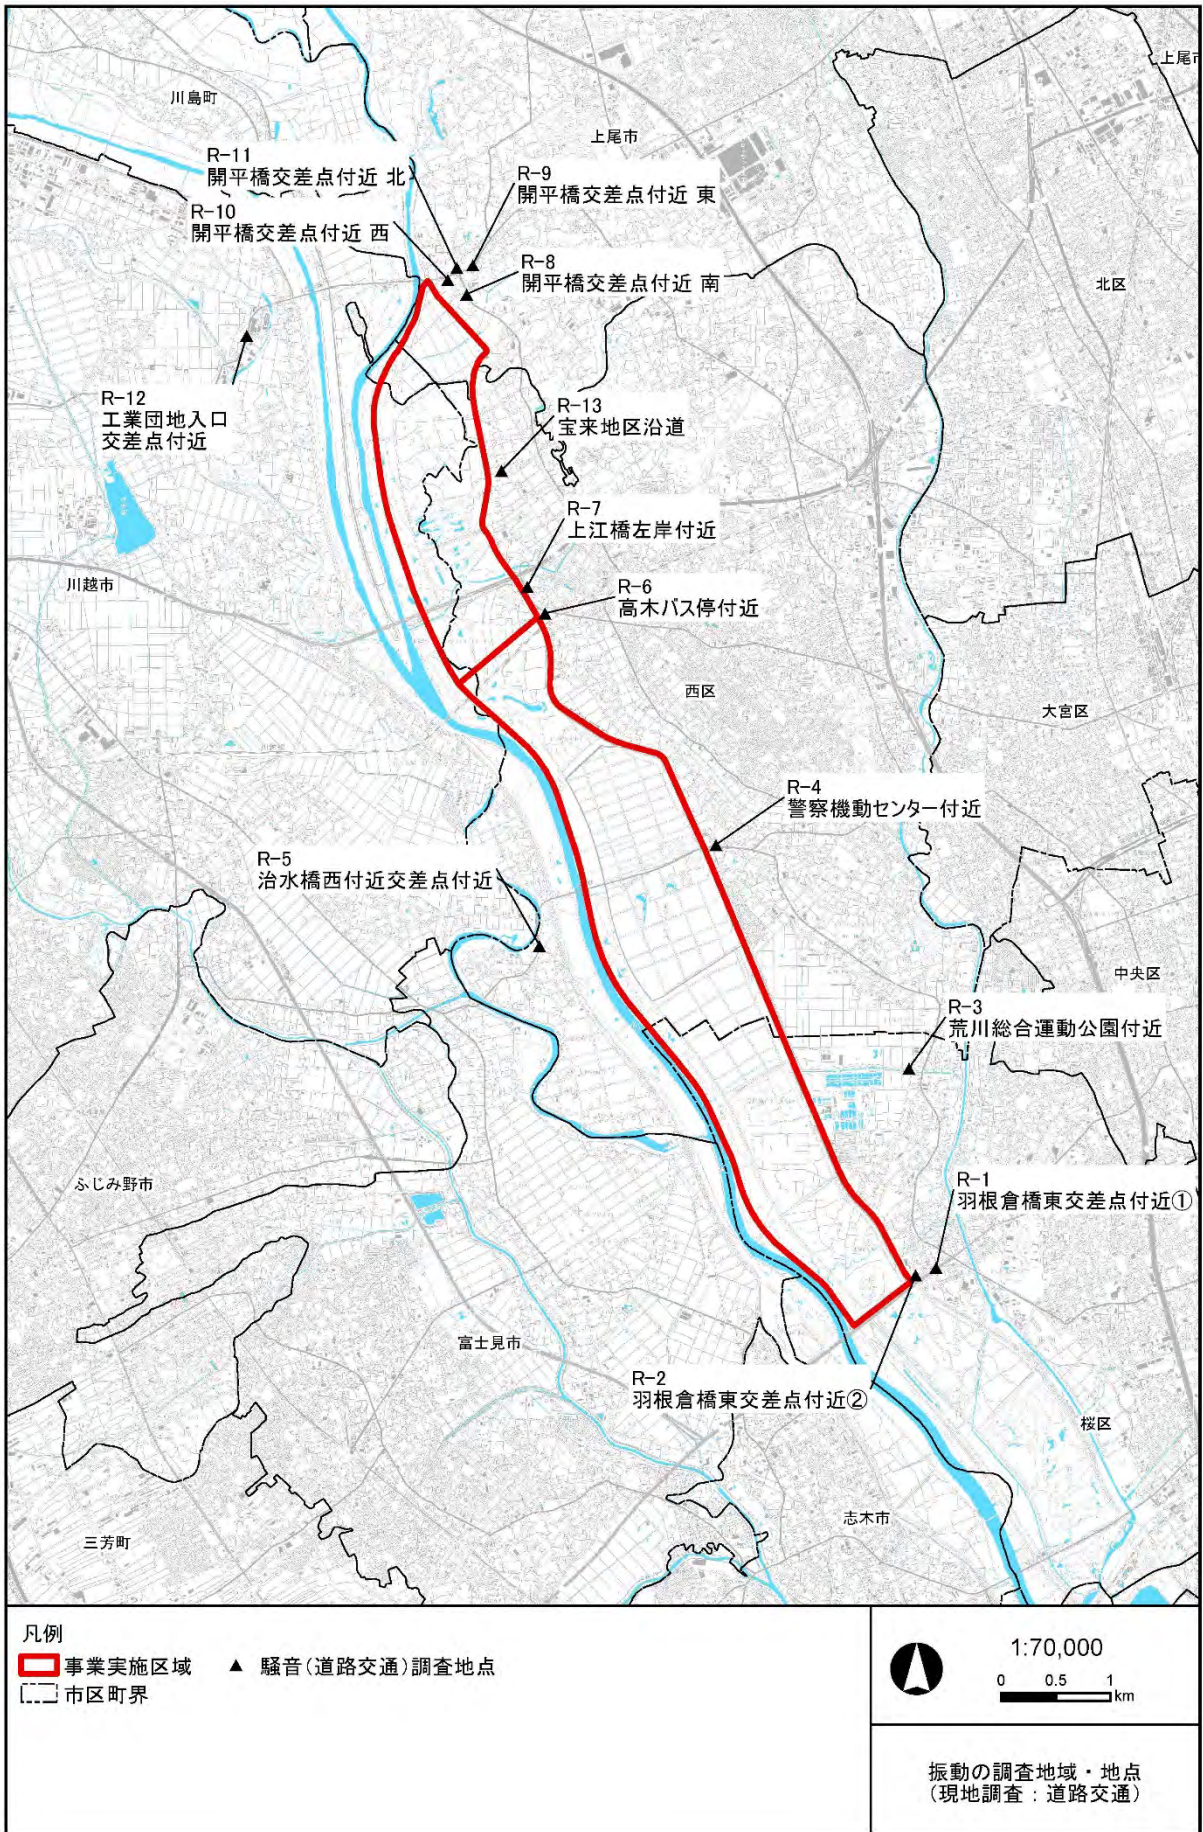 上尾市
川島町
上尾市
R-11
開平橋交差点付近 北
R-9
開平橋交差点付近 東
R-10
開平橋交差点付近 西
R-8
開平橋交差点付近 南
北区
R-12
工業団地入口
交差点付近
R-13
宝来地区沿道
R-7
上江橋左岸付近
川越市
R-6
高木バス停付近
西区
大宮区
R-4
警察機動センター付近
R-5
治水橋西付近交差点付近
中央区
R-3
荒川総合運動公園付近
ふじみ野市
R-1
羽根倉橋東交差点付近①
富士見市
R-2
羽根倉橋東交差点付近②
桜区
志木市
三芳町
凡例
事業実施区域 ▲ 騒音(道路交通)調査地点
市区町界
1:70,000
0 0.5 1
km
振動の調査地域・地点
(現地調査:道路交通)